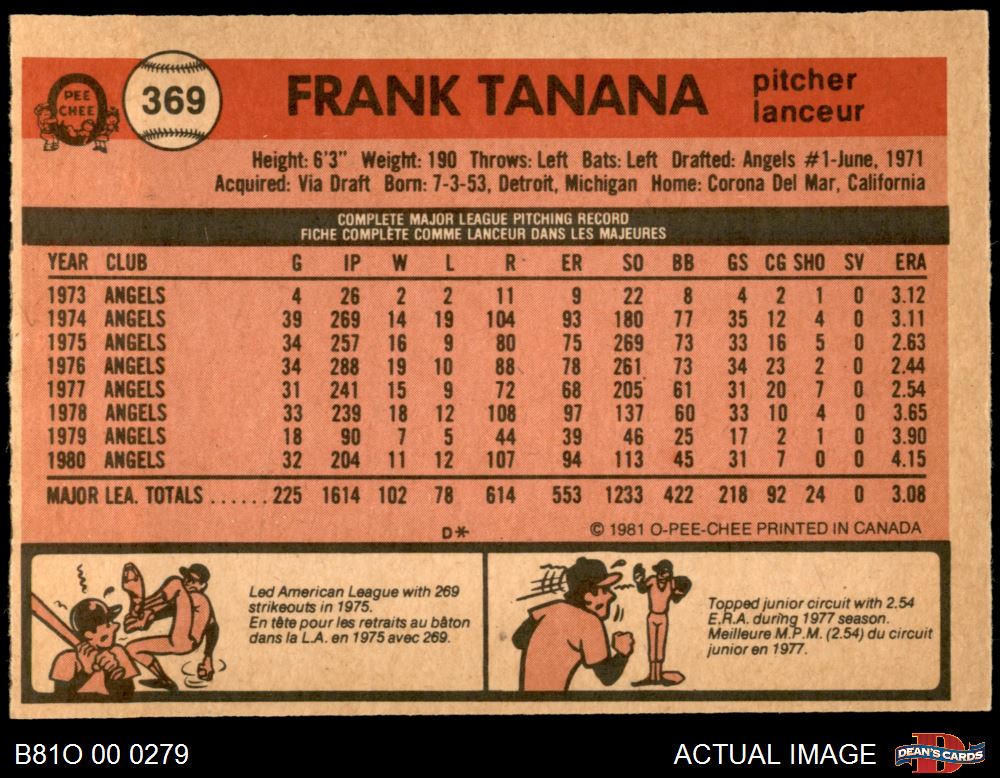 PEE
CHEE
369
FRANK TANANA
pitcher
lanceur
Height: 6'3" Weight: 190 Throws: Left Bats: Left Drafted: Angels #1-June, 1971
Acquired: Via Draft Born: 7-3-53, Detroit, Michigan Home: Corona Del Mar, California
COMPLETE MAJOR LEAGUE PITCHING RECORD
FICHE COMPLÈTE COMME LANCEUR DANS LES MAJEURES
YEAR CLUB G IP W L R ER SO BB GS CG SHO SV ERA
1973 ANGELS 4 26 2 2 11 9 22 8 4 2 1 0 3.12
1974 ANGELS 39 269 14 19 104 93 180 77 35 12 4 0 3.11
1975 ANGELS 34 257 16 9 80 75 269 73 33 16 5 0 2.63
1976 ANGELS 34 288 19 10 88 78 261 73 34 23 2 0 2.44
1977 ANGELS 31 241 15 9 72 68 205 61 31 20 7 0 2.54
1978 ANGELS 33 239 18 12 108 97 137 60 33 10 4 0 3.65
1979 ANGELS 18 90 7 5 44 39 46 25 17 2 1 0 3.90
1980 ANGELS 32 204 11 12 107 94 113 45 31 7 0 0 4.15
MAJOR LEA. TOTALS ...... 225 1614 102 78 614 553 1233 422 218 92 24 0 3.08
D* © 1981 O-PEE-CHEE PRINTED IN CANADA
Led American League with 269
strikeouts in 1975.
En tête pour les retraits au bâton
dans la L.A. en 1975 avec 269.
Topped junior circuit with 2.54
E.R.A. during 1977 season.
Meilleure M.P.M. (2.54) du circuit
junior en 1977.
B81O 00 0279
ACTUAL IMAGE
DEAN'S CARDS